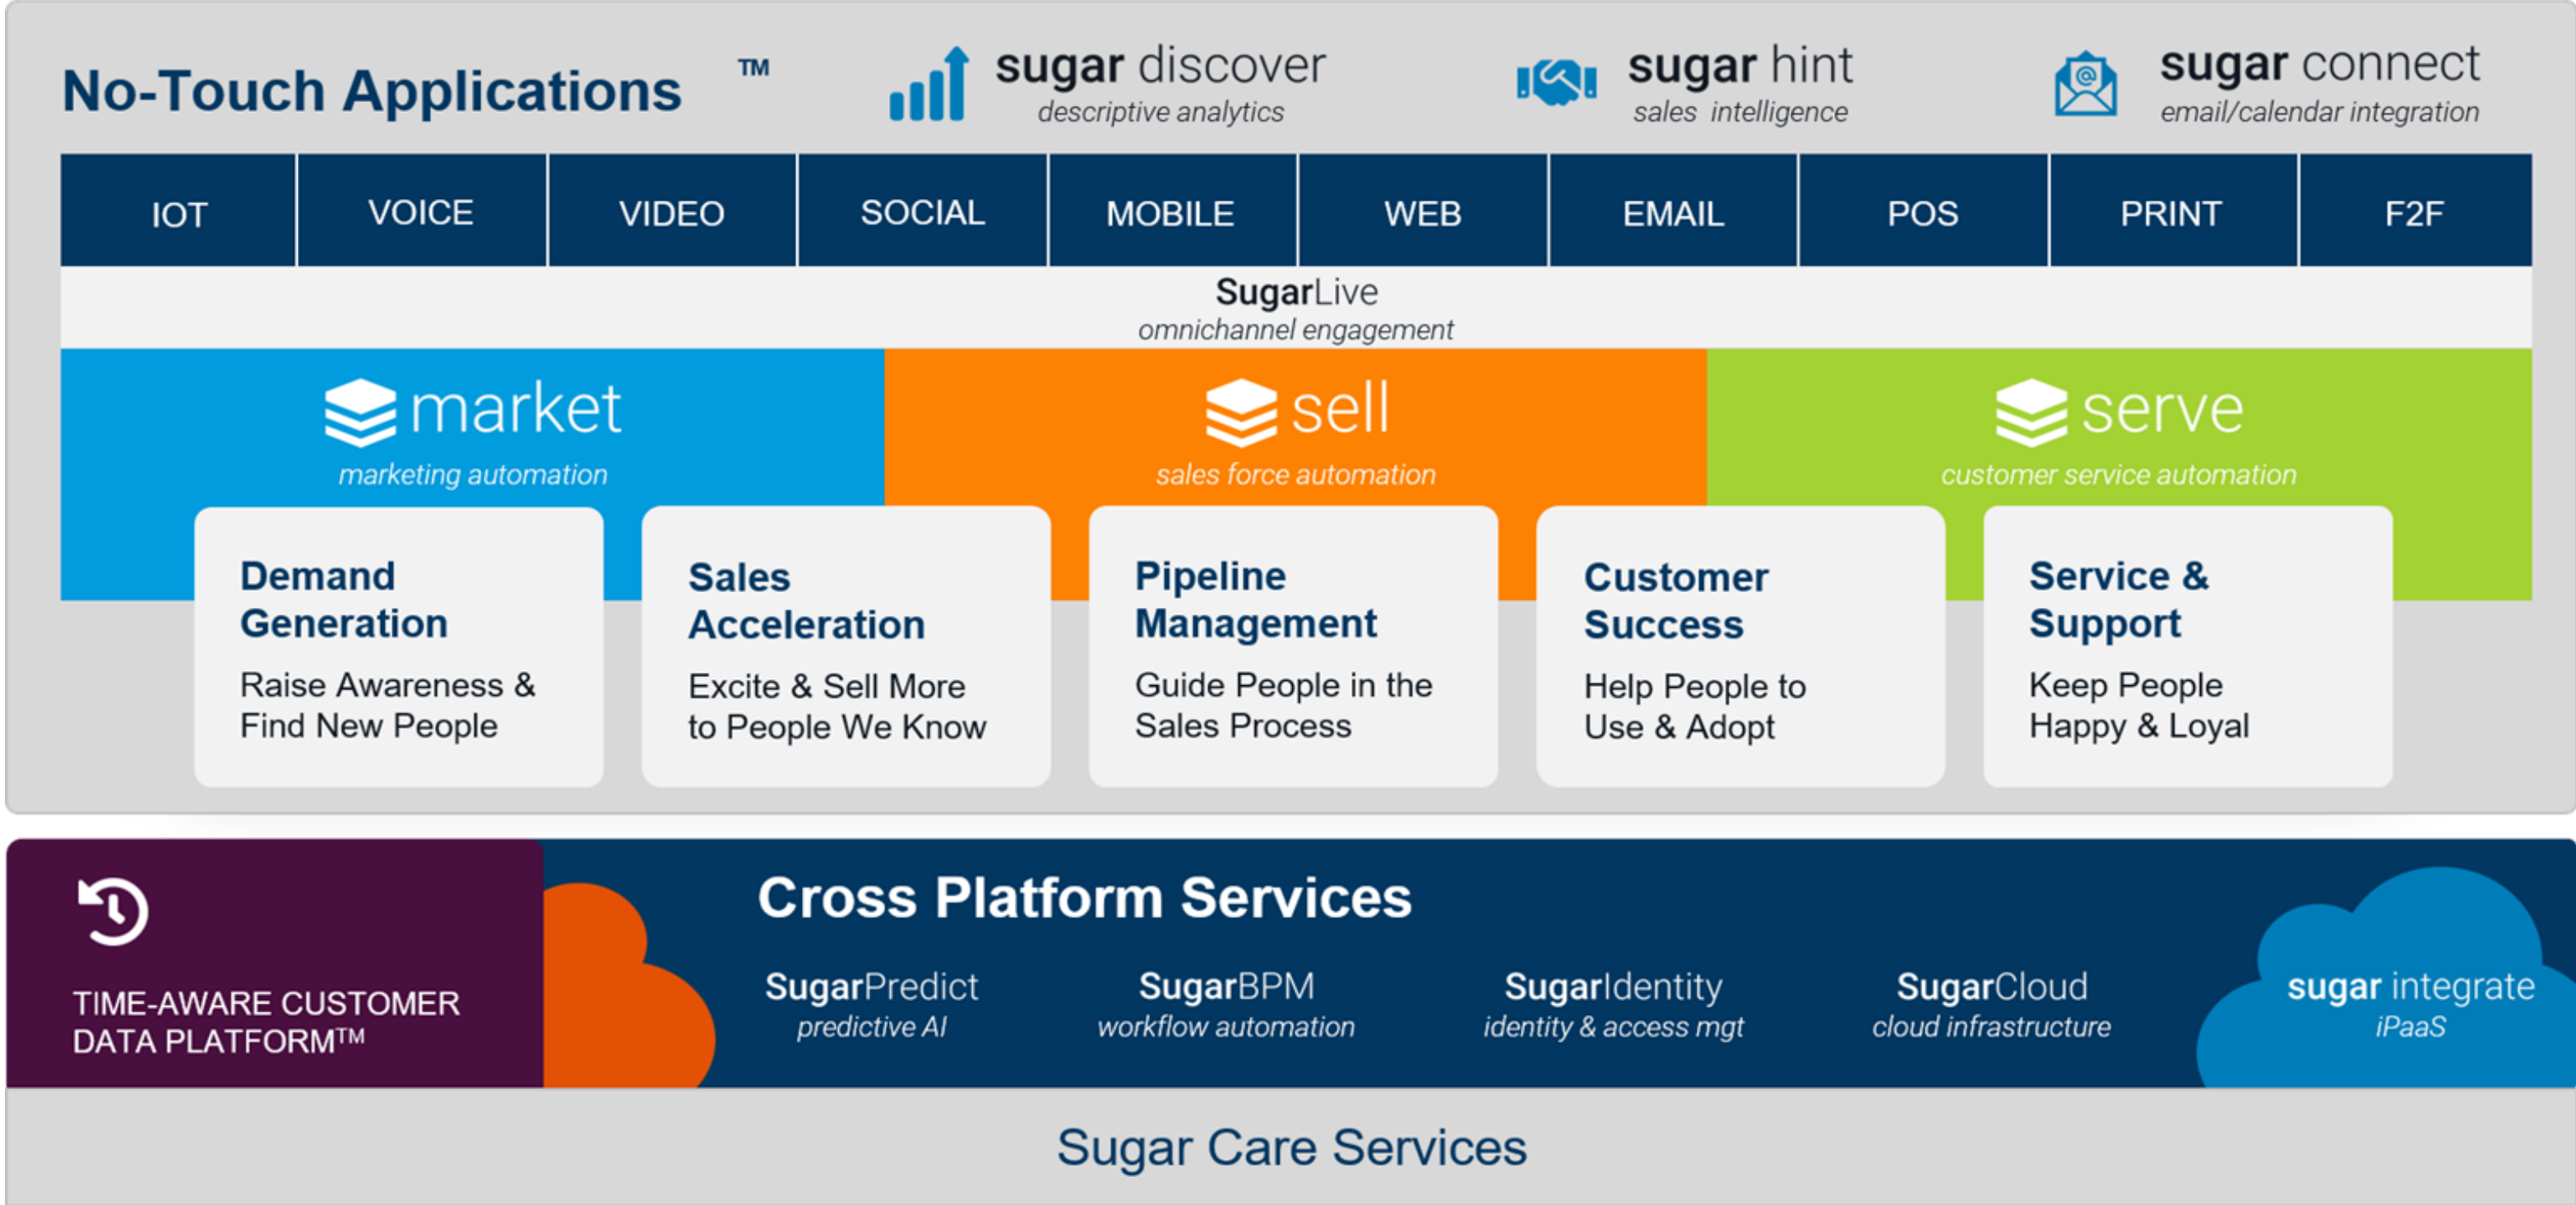 No-Touch Applications ™
sugar discover
descriptive analytics
sugar hint
sales intelligence
sugar connect
email/calendar integration
IOT VOICE VIDEO SOCIAL MOBILE WEB EMAIL POS PRINT F2F
SugarLive
omnichannel engagement
market
marketing automation
sell
sales force automation
serve
customer service automation
Demand
Generation
Raise Awareness &
Find New People
Sales
Acceleration
Excite & Sell More
to People We Know
Pipeline
Management
Guide People in the
Sales Process
Customer
Success
Help People to
Use & Adopt
Service &
Support
Keep People
Happy & Loyal
TIME-AWARE CUSTOMER
DATA PLATFORM™
Cross Platform Services
SugarPredict
predictive AI
SugarBPM
workflow automation
SugarIdentity
identity & access mgt
SugarCloud
cloud infrastructure
sugar integrate
iPaaS
Sugar Care Services